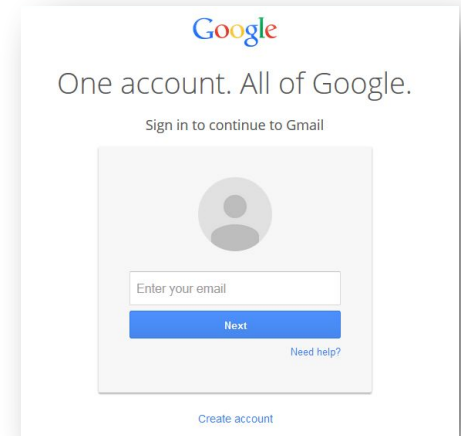 Google
One account. All of Google.
Sign in to continue to Gmail
Enter your email
Next
Need help?
Create account